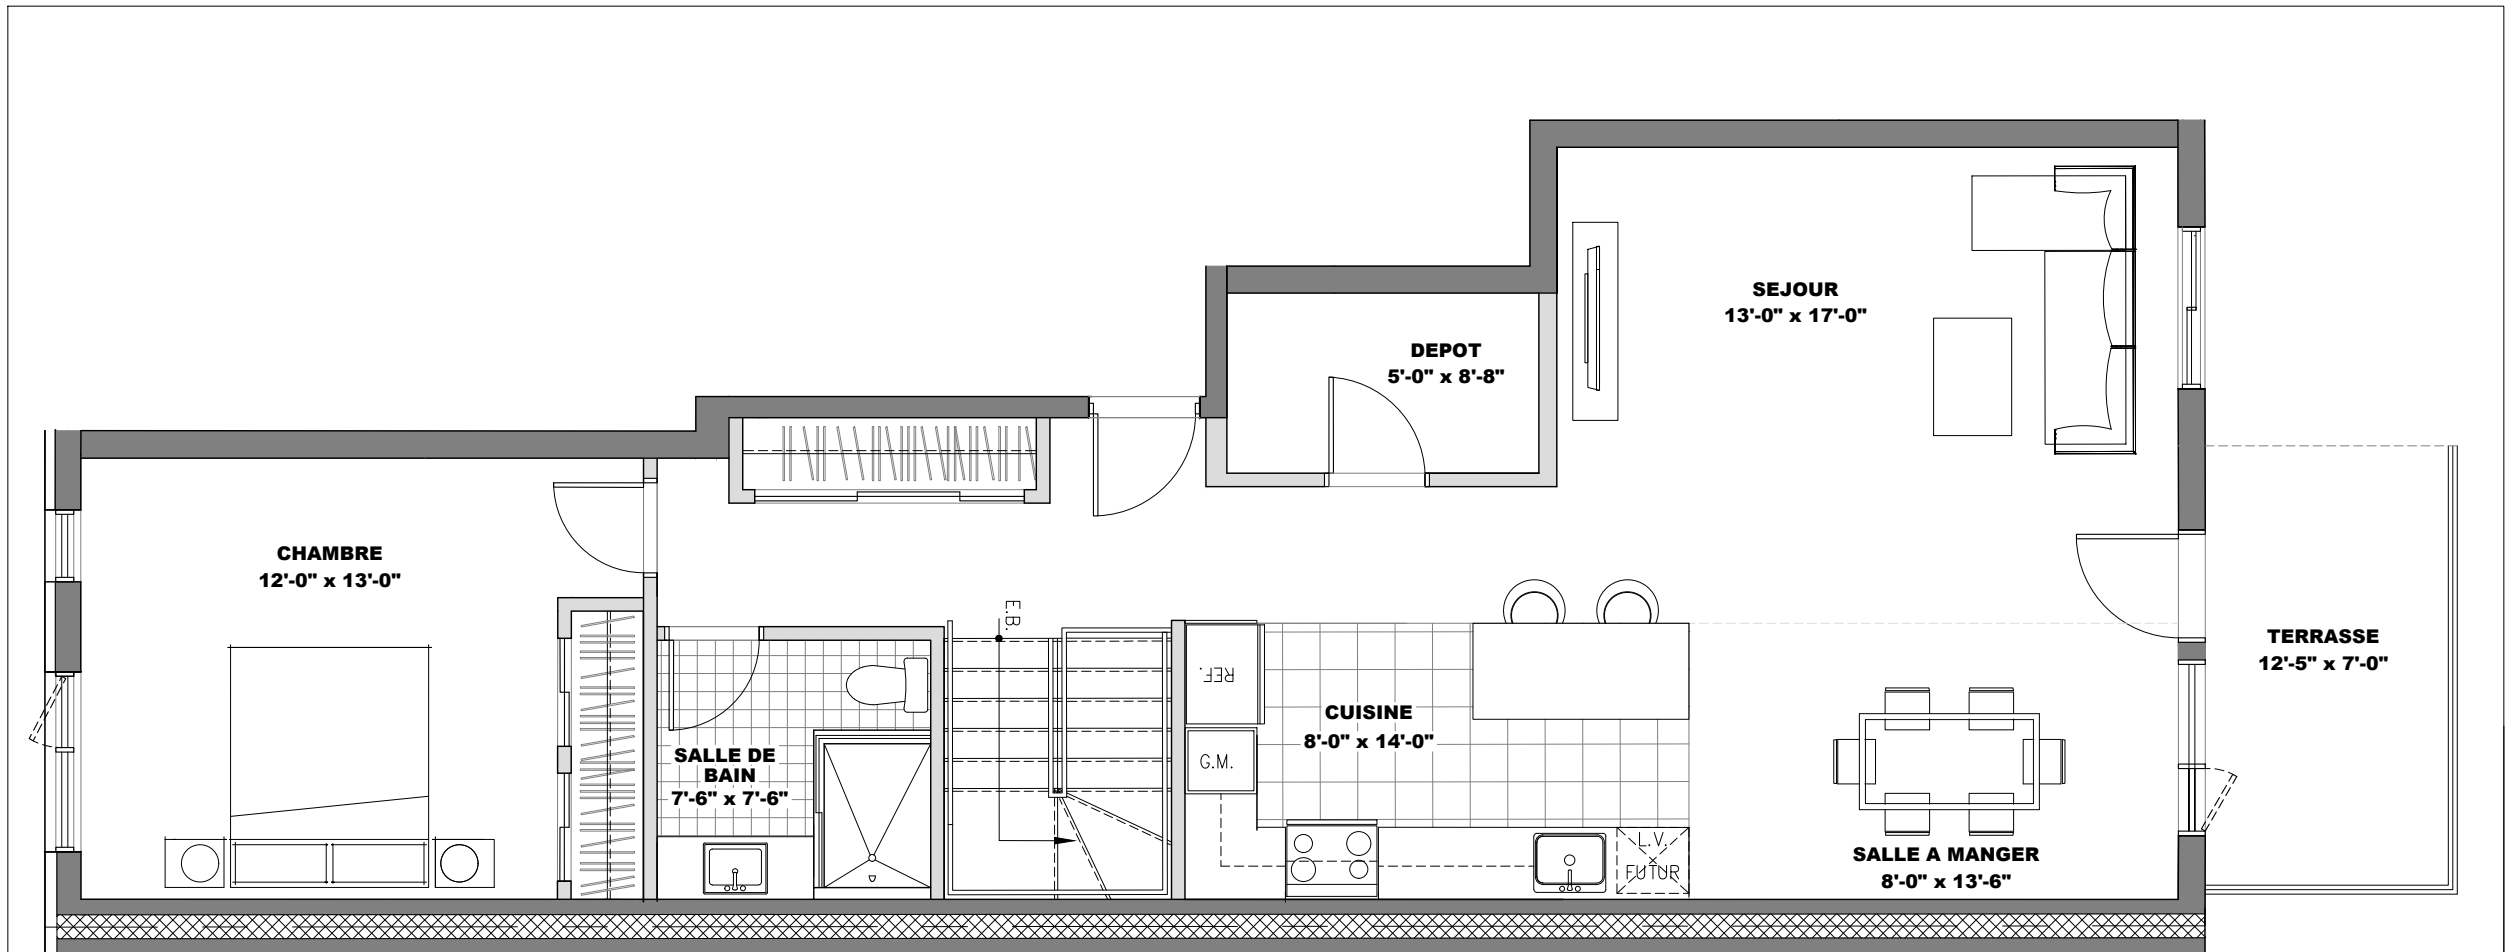 SEJOUR
13'-0" x 17'-0"
DEPOT
5'-0" x 8'-8"
CHAMBRE
12'-0" x 13'-0"
E.B.
TERRASSE
12'-5" x 7'-0"
REF.
CUISINE
8'-0" x 14'-0"
G.M.
SALLE DE
BAIN
7'-6" x 7'-6"
L.V.
FUTUR
SALLE A MANGER
8'-0" x 13'-6"